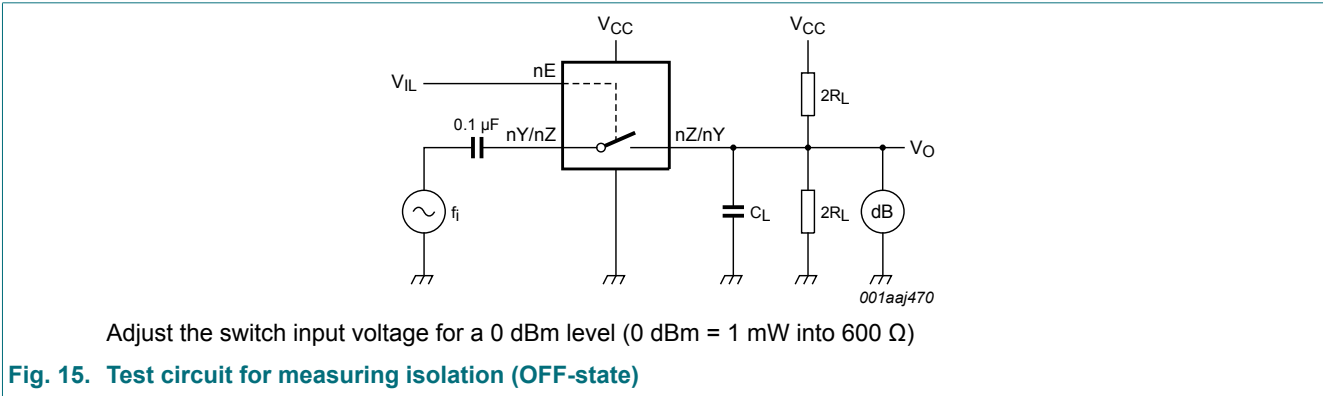 VCC VCC
nE
VIL
2RL
0.1 µF
nY/nZ nZ/nY
VO
fi
CL
2RL
dB
001aaj470
Adjust the switch input voltage for a 0 dBm level (0 dBm = 1 mW into 600 Ω)
Fig. 15. Test circuit for measuring isolation (OFF-state)